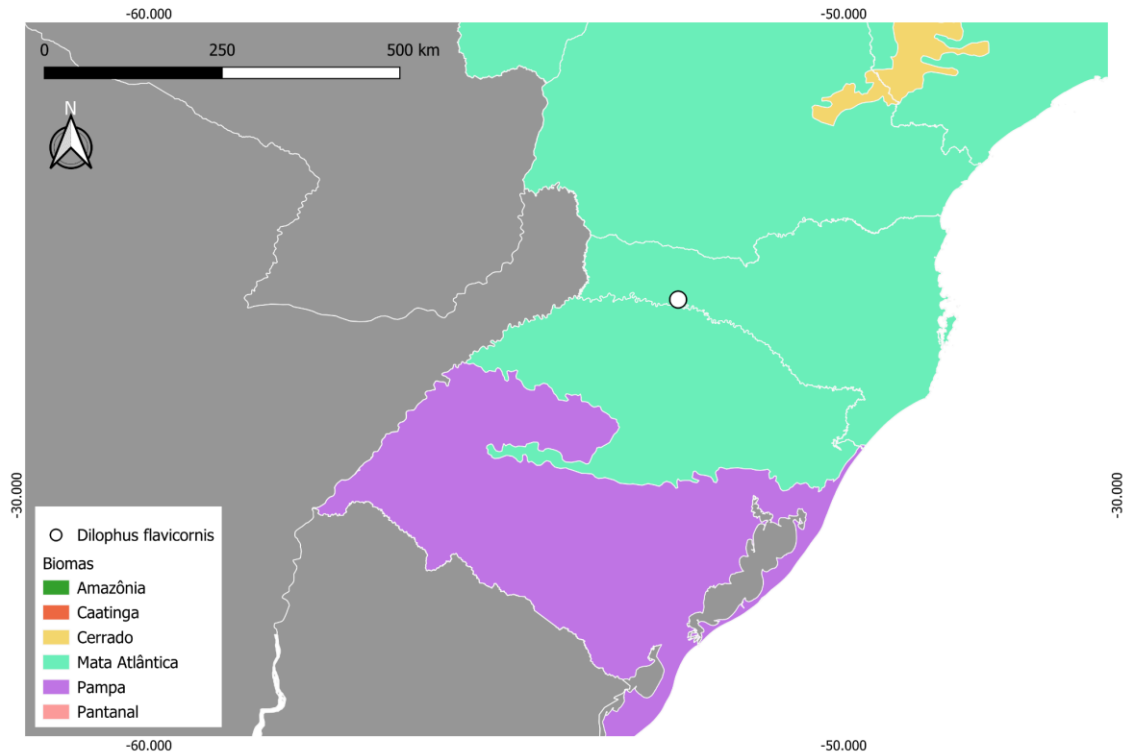 -60.000
-50.000
0
250
500 km
N
-30.000
-30.000
Dilophus flavicornis
Biomas
Amazônia
Caatinga
Cerrado
Mata Atlântica
Pampa
Pantanal
-60.000
-50.000